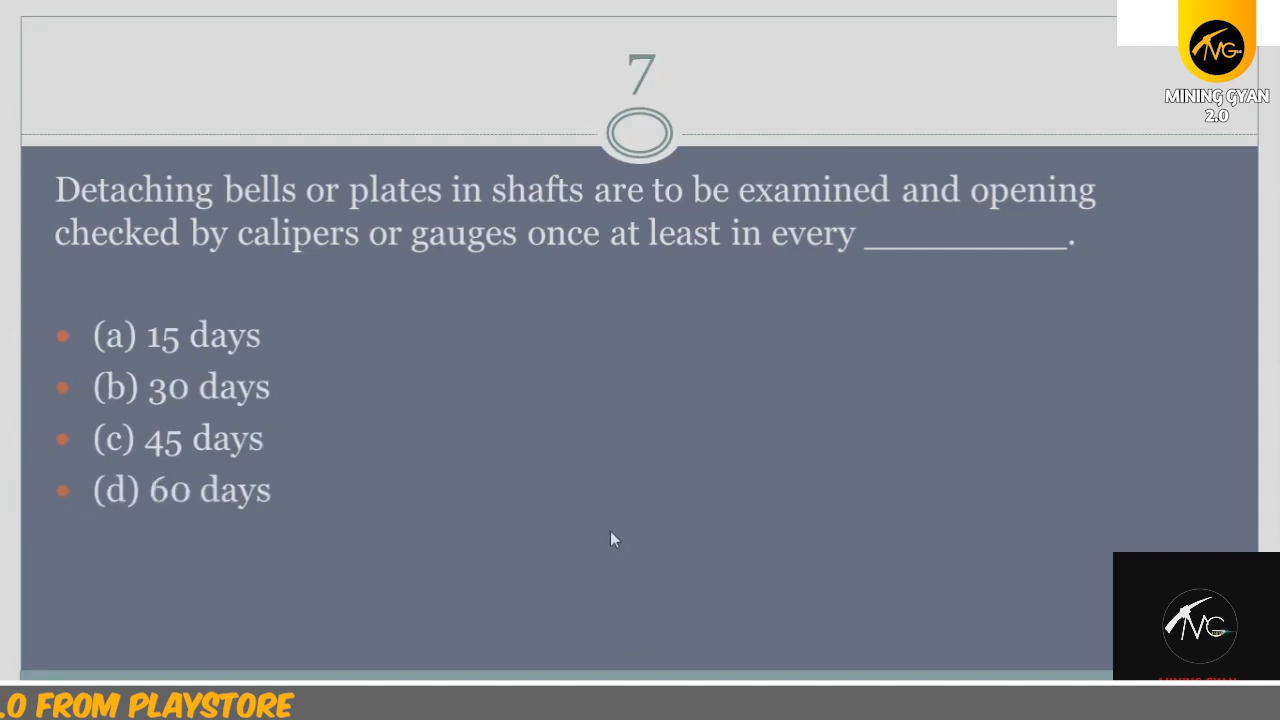 7
MINING GYAN
2.0
Detaching bells or plates in shafts are to be examined and opening
checked by calipers or gauges once at least in every __________.
(a) 15 days
(b) 30 days
(c) 45 days
(d) 60 days
.0 FROM PLAYSTORE